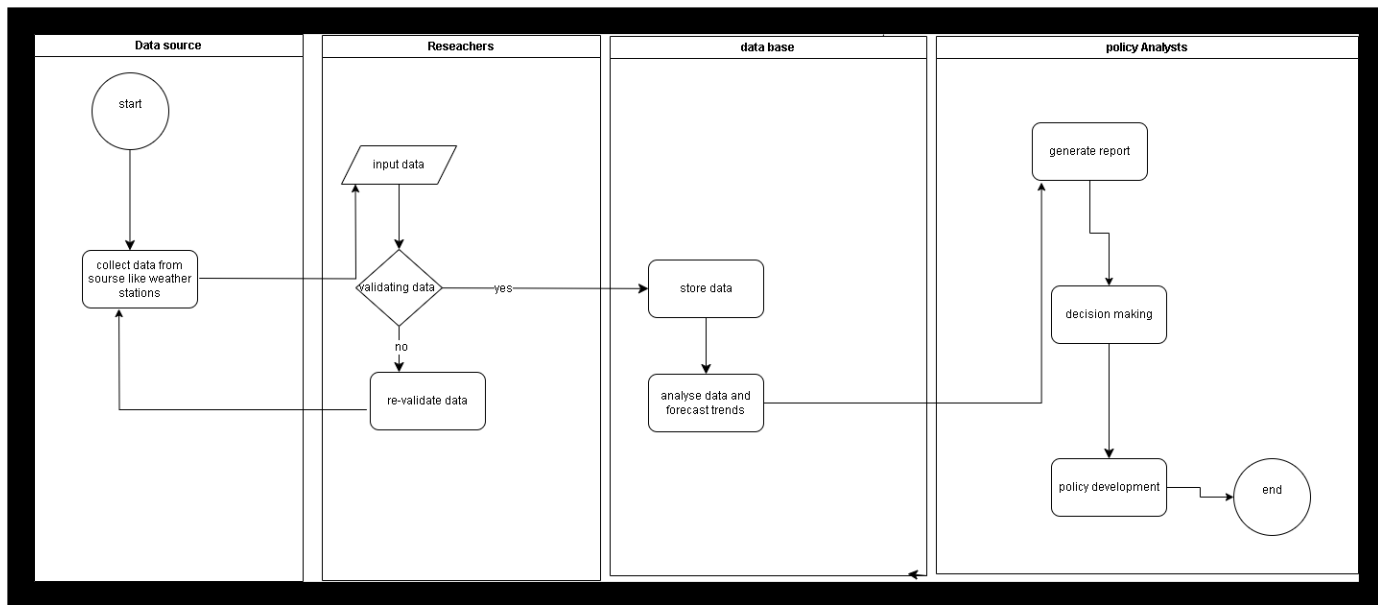 Data source
Reseachers
data base
policy Analysts
start
collect data from
sourse like weather
stations
input data
validating data
yes
no
re-validate data
store data
analyse data and
forecast trends
generate report
decision making
policy development
end